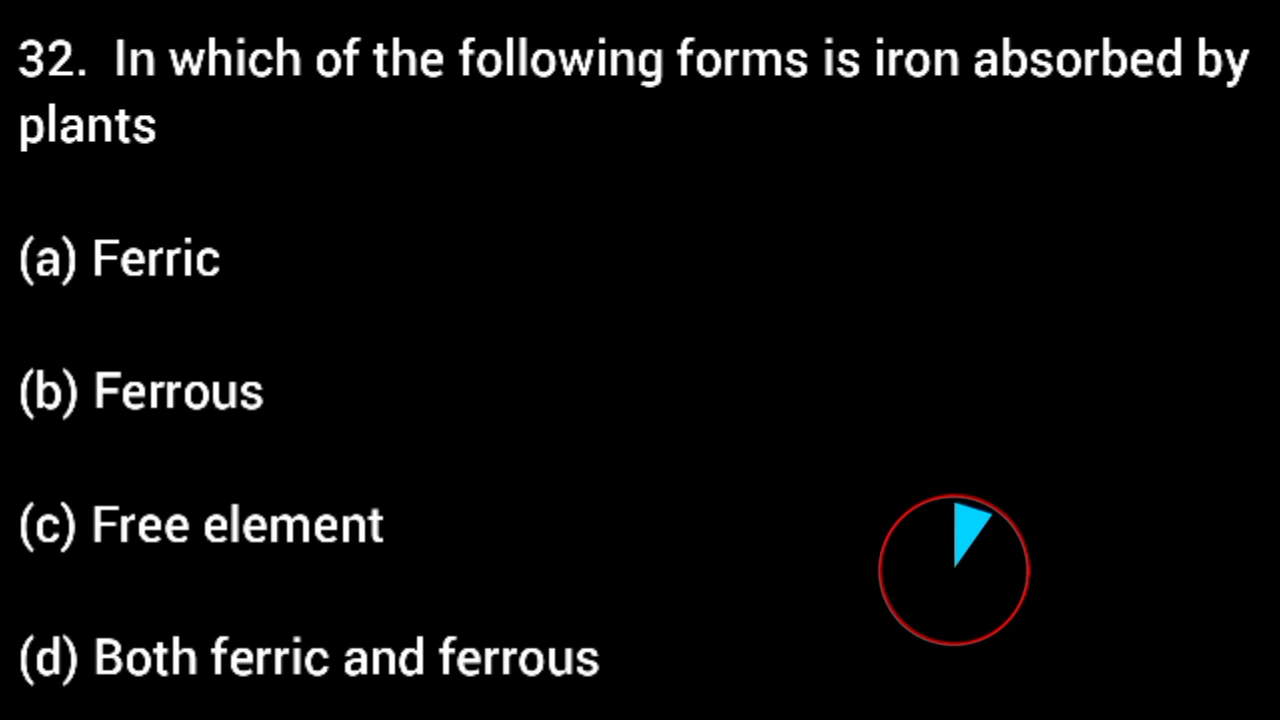 32. In which of the following forms is iron absorbed by
plants
(a) Ferric
(b) Ferrous
(c) Free element
(d) Both ferric and ferrous